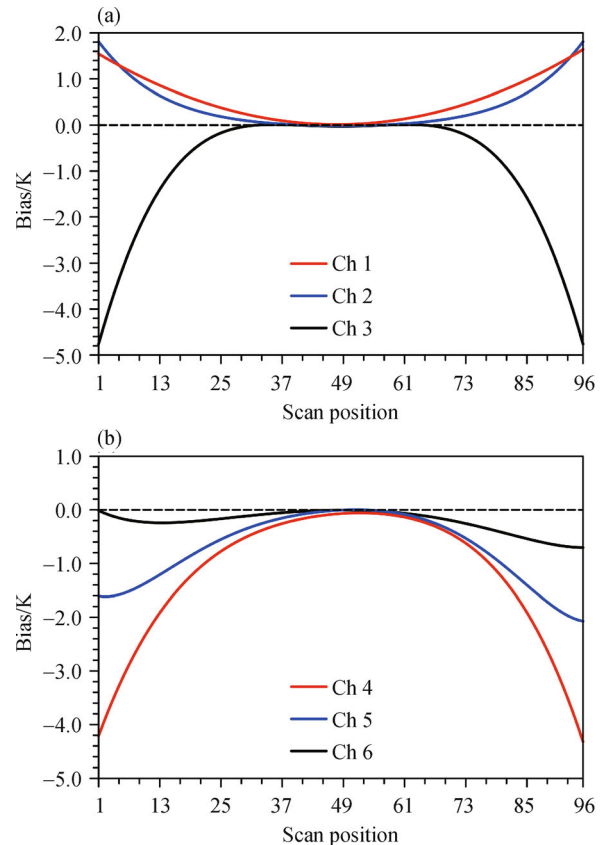 (a)
2.0
1.0
0.0
−1.0
−2.0
−3.0
−4.0
−5.0
Bias/K
Ch 1
Ch 2
Ch 3
1 13 25 37 49 61 73 85 96
Scan position
(b)
1.0
0.0
−1.0
−2.0
−3.0
−4.0
−5.0
Bias/K
Ch 4
Ch 5
Ch 6
1 13 25 37 49 61 73 85 96
Scan position